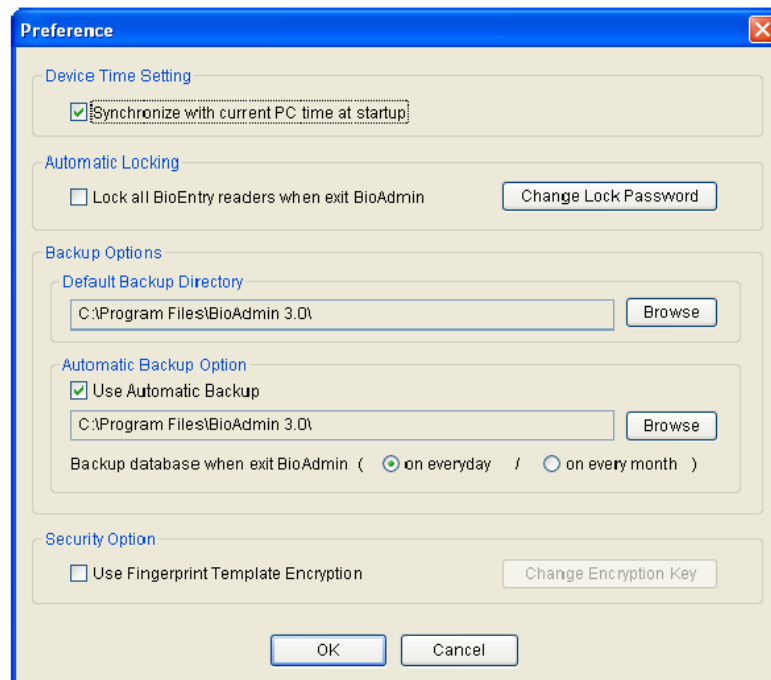 Preference
Device Time Setting
Synchronize with current PC time at startup
Automatic Locking
Lock all BioEntry readers when exit BioAdmin
Change Lock Password
Backup Options
Default Backup Directory
C:\Program Files\BioAdmin 3.0\
Browse
Automatic Backup Option
Use Automatic Backup
C:\Program Files\BioAdmin 3.0\
Browse
Backup database when exit BioAdmin ( on everyday / on every month )
Security Option
Use Fingerprint Template Encryption
Change Encryption Key
OK
Cancel